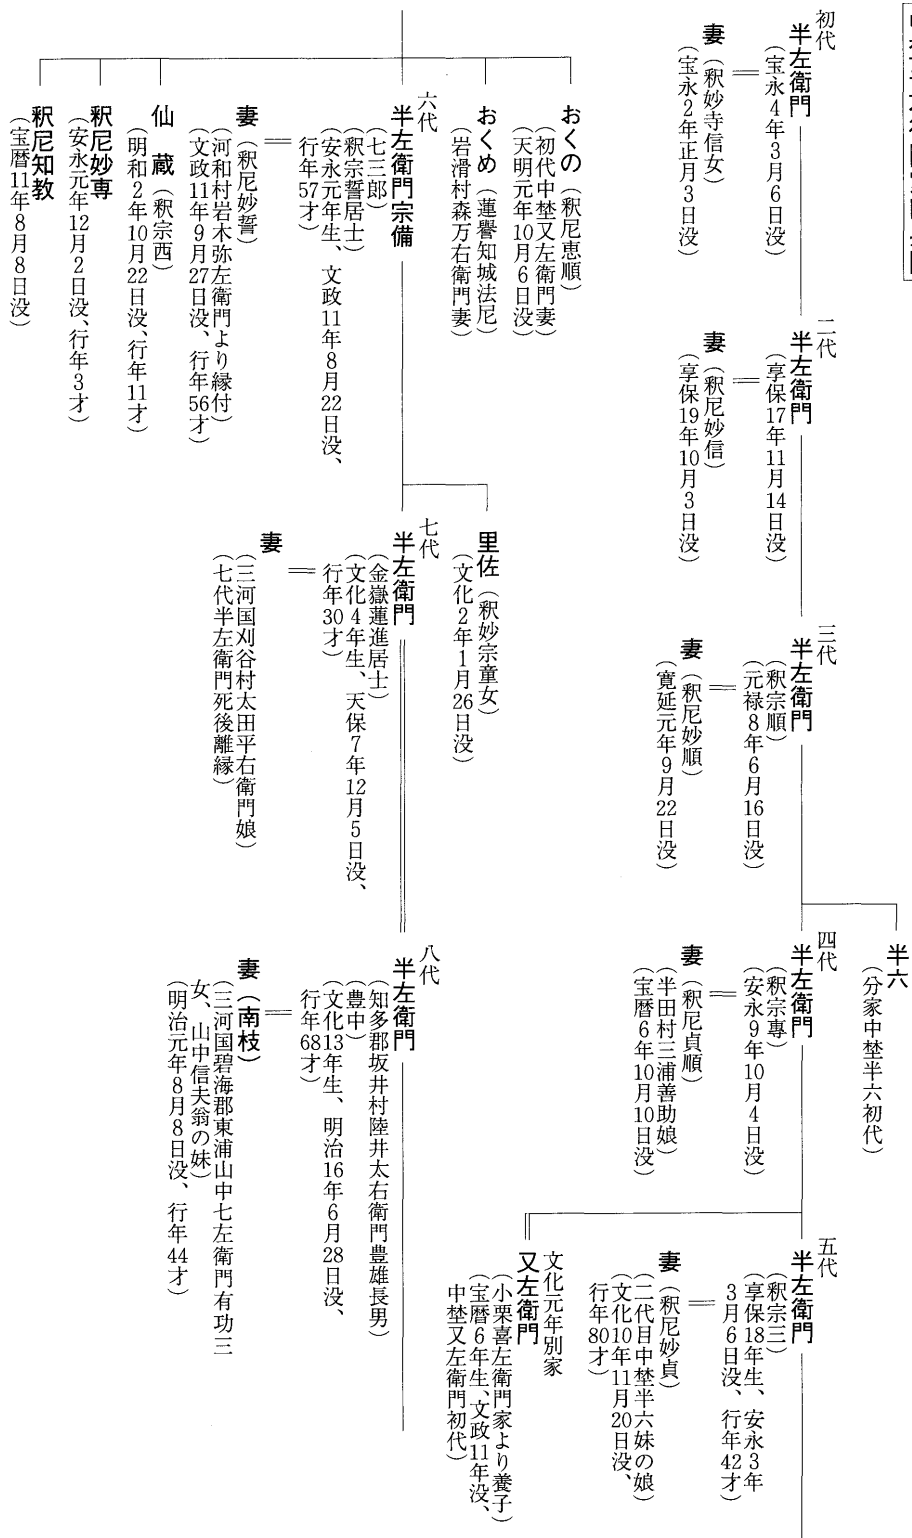 初代
半左衛門
（宝永4年3月6日没）
妻（釈妙寺信女）
（宝永2年正月3日没）
二代
半左衛門
（享保17年11月14日没）
妻（釈尼妙信）
（享保19年10月3日没）
三代
半左衛門
（釈宗順）
（元禄8年6月16日没）
妻（釈尼妙順）
（寛延元年9月22日没）
半六
（分家中埜半六初代）
四代
半左衛門
（釈宗専）
（安永9年10月4日没）
妻（釈尼貞順）
（半田村三浦善助娘）
（宝暦6年10月10日没）
五代
半左衛門
（釈宗三）
（享保18年生、安永3年
3月6日没、行年42才）
妻（釈尼妙貞）
（二代目中埜半六妹の娘）
（文化10年11月20日没、
行年80才）
文化元年別家
又左衛門
（小栗喜左衛門家より養子）
（宝暦6年生、文政11年没、
中埜又左衛門初代）
おくの（釈尼恵順）
（初代中埜又左衛門妻）
（天明元年10月6日没）
おくめ（蓮誉知城法尼）
（岩滑村森万右衛門妻）
六代
半左衛門宗備
（七三郎）
（釈宗誓居士）
（安永元年生、文政11年8月22日没、
行年57才）
妻（釈尼妙誓）
（河和村岩木弥左衛門より縁付）
（文政11年9月27日没、行年56才）
仙蔵（釈宗西）
（明和2年10月22日没、行年11才）
釈尼妙専
（安永元年12月2日没、行年3才）
釈尼知教
（宝暦11年8月8日没）
里佐（釈妙宗童女）
（文化2年1月26日没）
七代
半左衛門
（金嶽蓮進居士）
（文化4年生、天保7年12月5日没、
行年30才）
妻
（三河国刈谷村太田平右衛門娘）
（七代半左衛門死後離縁）
八代
半左衛門
（知多郡坂井村陸井太右衛門豊雄長男）
（豊中）
（文化13年生、明治16年6月28日没、
行年68才）
妻（南枝）
（三河国碧海郡東浦山中七左衛門有功三
女、山中信夫翁の妹）
（明治元年8月8日没、行年44才）